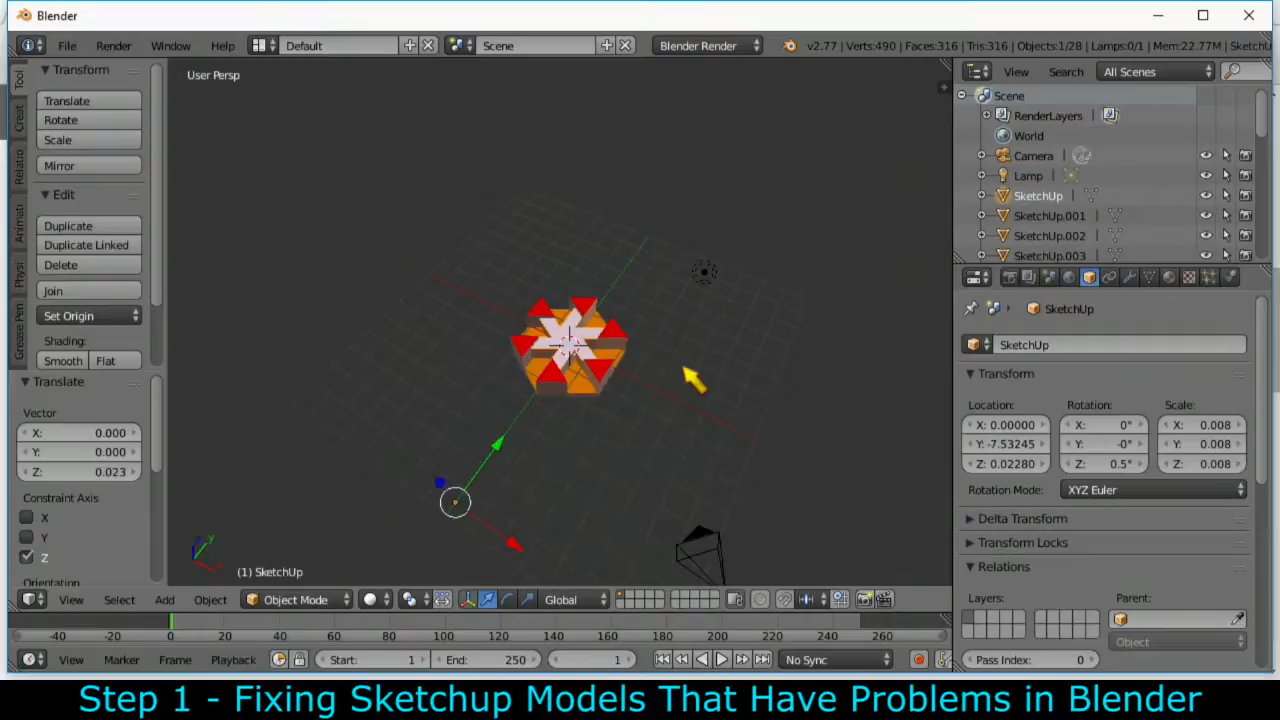 Blender
File Render Window Help Default Scene Blender Render v2.77 | Verts:490 | Faces:316 | Tris:316 | Objects:1/28 | Lamps:0/1 | Mem:22.77M | SketchU
Transform
Translate
Rotate
Scale
Mirror
Edit
Duplicate
Duplicate Linked
Delete
Join
Set Origin
Shading:
Smooth Flat
Translate
Vector
X: 0.000
Y: 0.000
Z: 0.023
Constraint Axis
X
Y
Z
Orientation
Tool
Creat
Relatio
Animati
Physi
Grease Pen
User Persp
(1) SketchUp
View Select Add Object Object Mode Global
-40 -20 0 20 40 60 80 100 120 140 160 180 200 220 240 260
View Marker Frame Playback Start: 1 End: 250 1 No Sync
View Search All Scenes
Scene
RenderLayers
World
Camera
Lamp
SketchUp
SketchUp.001
SketchUp.002
SketchUp.003
SketchUp
SketchUp
Transform
Location: Rotation: Scale:
X: 0.00000 X: 0° X: 0.008
Y: -7.53245 Y: -0° Y: 0.008
Z: 0.02280 Z: 0.5° Z: 0.008
Rotation Mode: XYZ Euler
Delta Transform
Transform Locks
Relations
Layers: Parent:
Object
Pass Index: 0
Step 1 - Fixing Sketchup Models That Have Problems in Blender